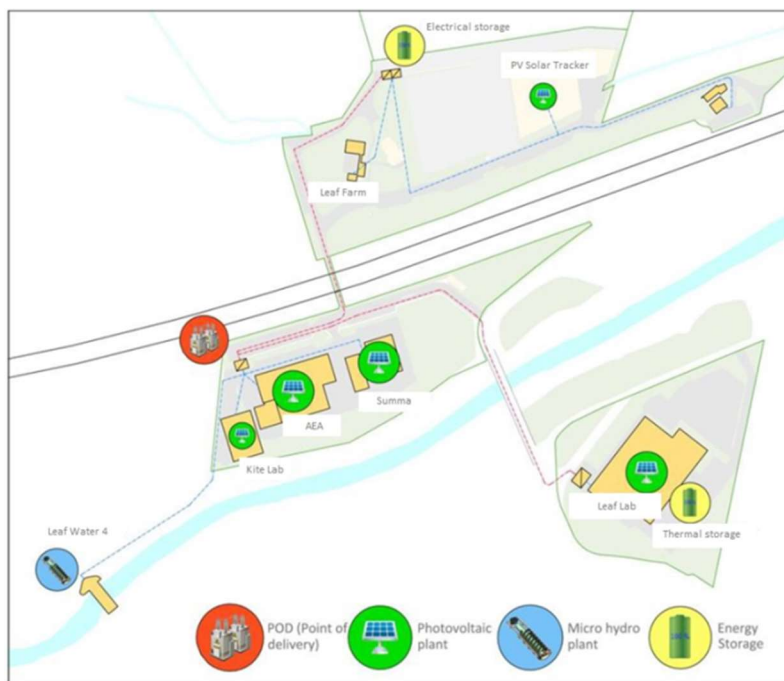 Electrical storage
PV Solar Tracker
Leaf Farm
Summa
AEA
Kite Lab
Leaf Lab
Thermal storage
Leaf Water 4
POD (Point of
delivery)
Photovoltaic
plant
Micro hydro
plant
Energy
Storage